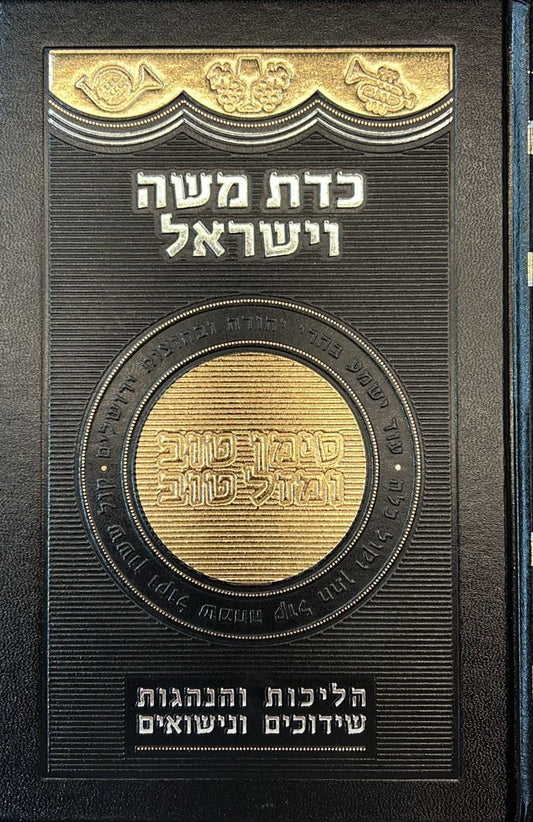 כדת משה
וישראל
עוד ישמע בהרי יהודה ובחוצות ירושלים • קול ששון וקול שמחה קול חתן וקול כלה •
סימן טוב
ומזל טוב
הליכות והנהגות
שידוכים ונישואים